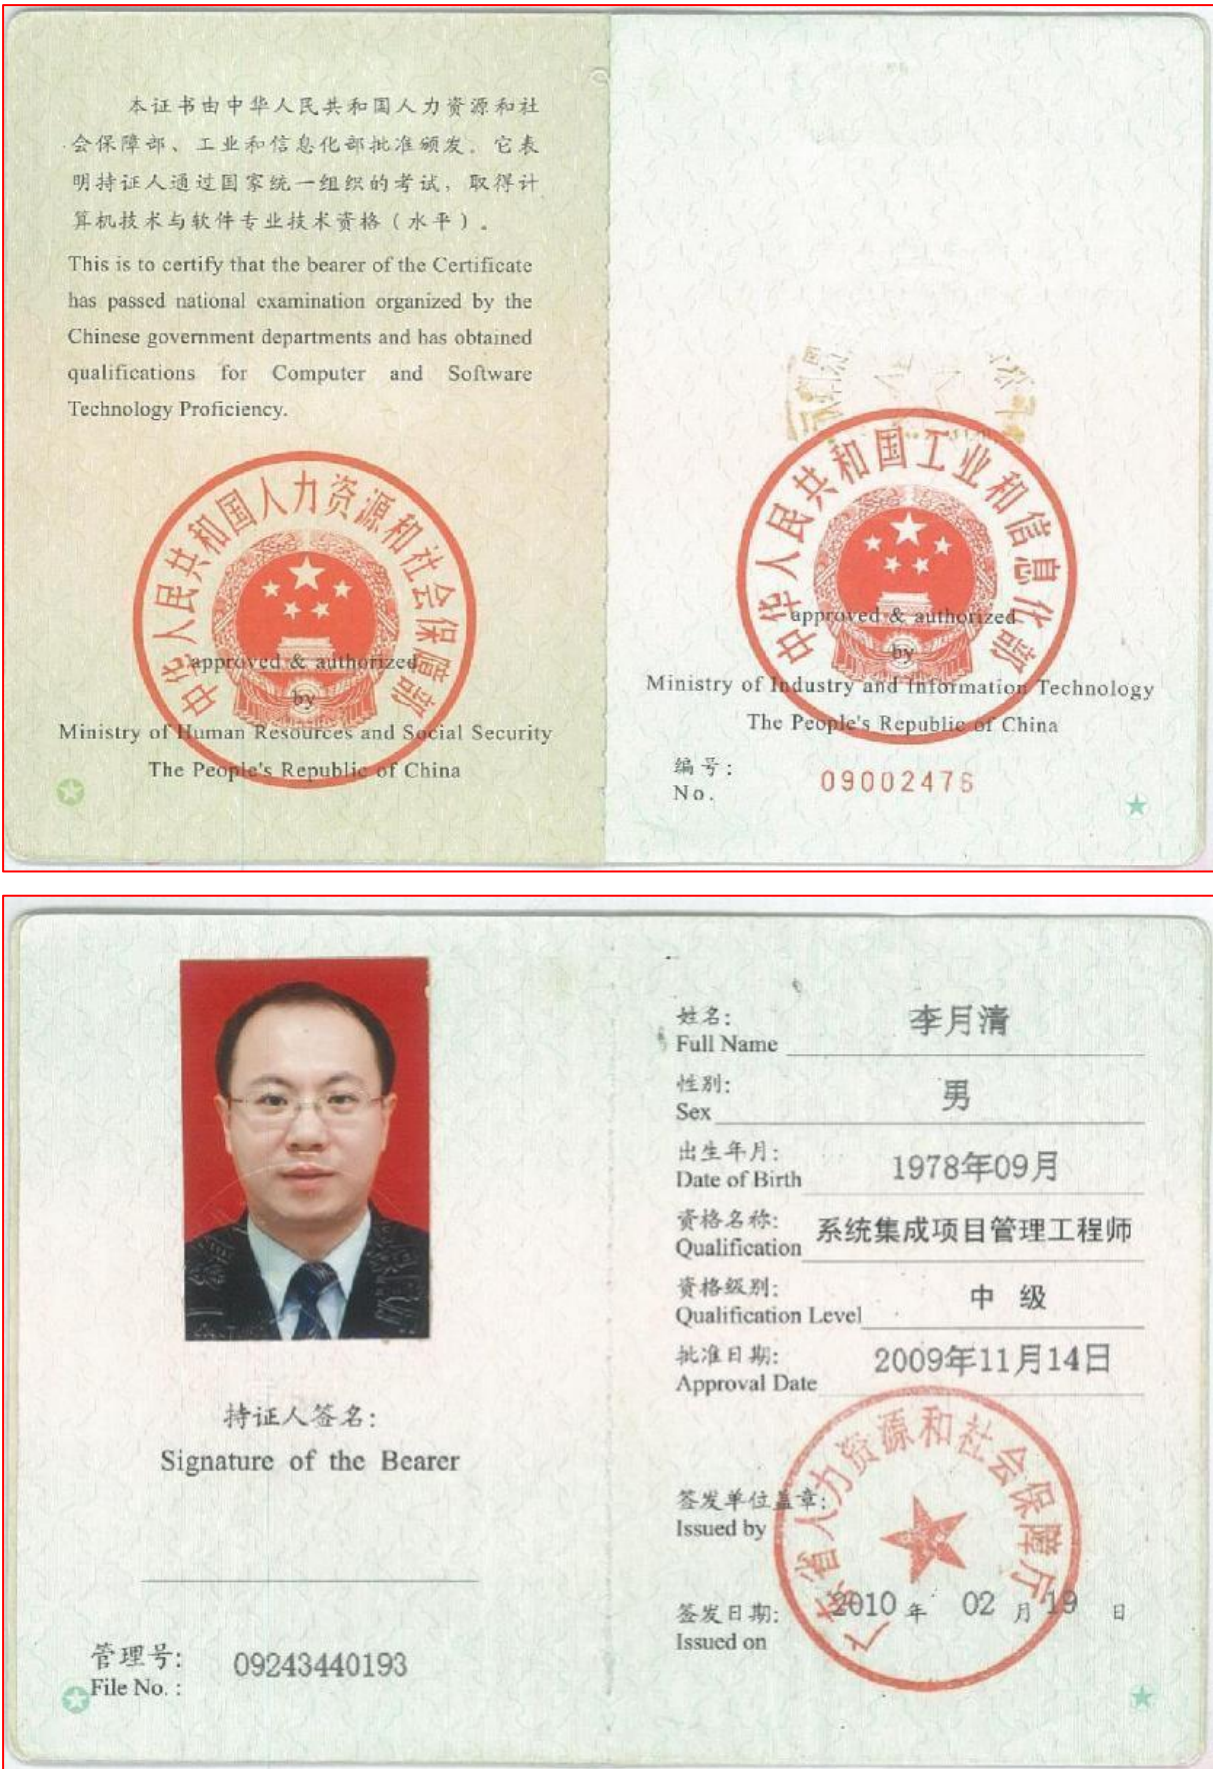 本证书由中华人民共和国人力资源和社
会保障部、工业和信息化部批准颁发。它表
明持证人通过国家统一组织的考试，取得计
算机技术与软件专业技术资格（水平）。
This is to certify that the bearer of the Certificate
has passed national examination organized by the
Chinese government departments and has obtained
qualifications for Computer and Software
Technology Proficiency.
中华人民共和国人力资源和社会保障部
approved & authorized
by
Ministry of Human Resources and Social Security
The People's Republic of China
中华人民共和国工业和信息化部
approved & authorized
by
Ministry of Industry and Information Technology
The People's Republic of China
编号：
No.
09002476
持证人签名：
Signature of the Bearer
管理号：
File No. :
09243440193
姓名： 李月清
Full Name
性别： 男
Sex
出生年月： 1978年09月
Date of Birth
资格名称： 系统集成项目管理工程师
Qualification
资格级别： 中 级
Qualification Level
批准日期： 2009年11月14日
Approval Date
广东省人力资源和社会保障厅
签发单位盖章：
Issued by
签发日期： 2010 年 02 月 19 日
Issued on